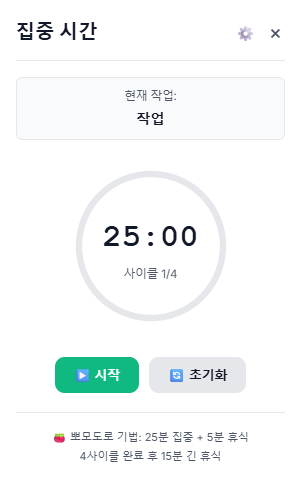 집중 시간
현재 작업:
작업
25:00
사이클 1/4
시작
초기화
뽀모도로 기법: 25분 집중 + 5분 휴식
4사이클 완료 후 15분 긴 휴식